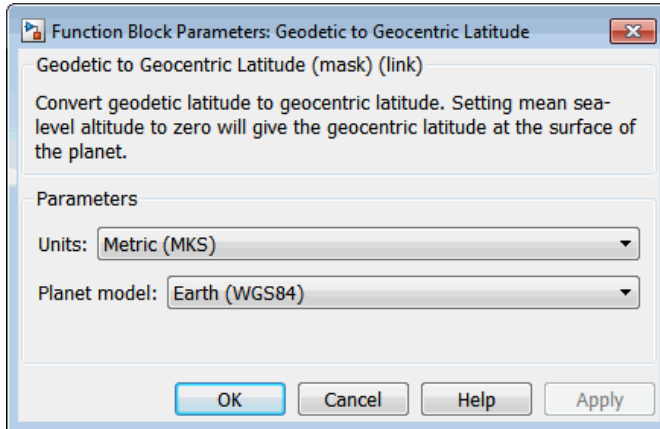 Function Block Parameters: Geodetic to Geocentric Latitude
Geodetic to Geocentric Latitude (mask) (link)
Convert geodetic latitude to geocentric latitude. Setting mean sea-
level altitude to zero will give the geocentric latitude at the surface of
the planet.
Parameters
Units: Metric (MKS)
Planet model: Earth (WGS84)
OK Cancel Help Apply